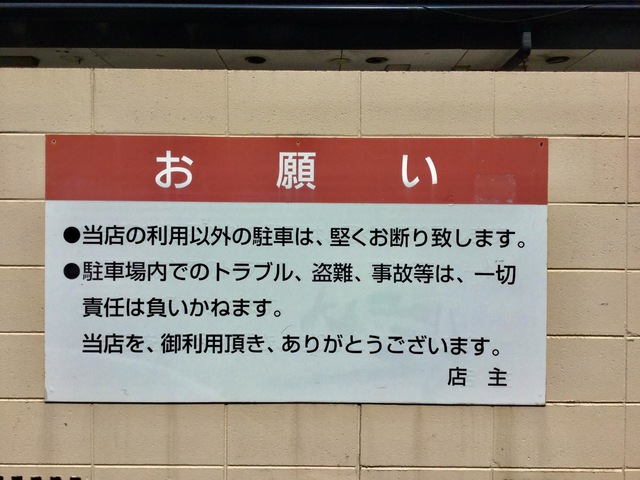 お願い
●当店の利用以外の駐車は、堅くお断り致します。
●駐車場内でのトラブル、盗難、事故等は、一切
責任は負いかねます。
当店を、御利用頂き、ありがとうございます。
店主